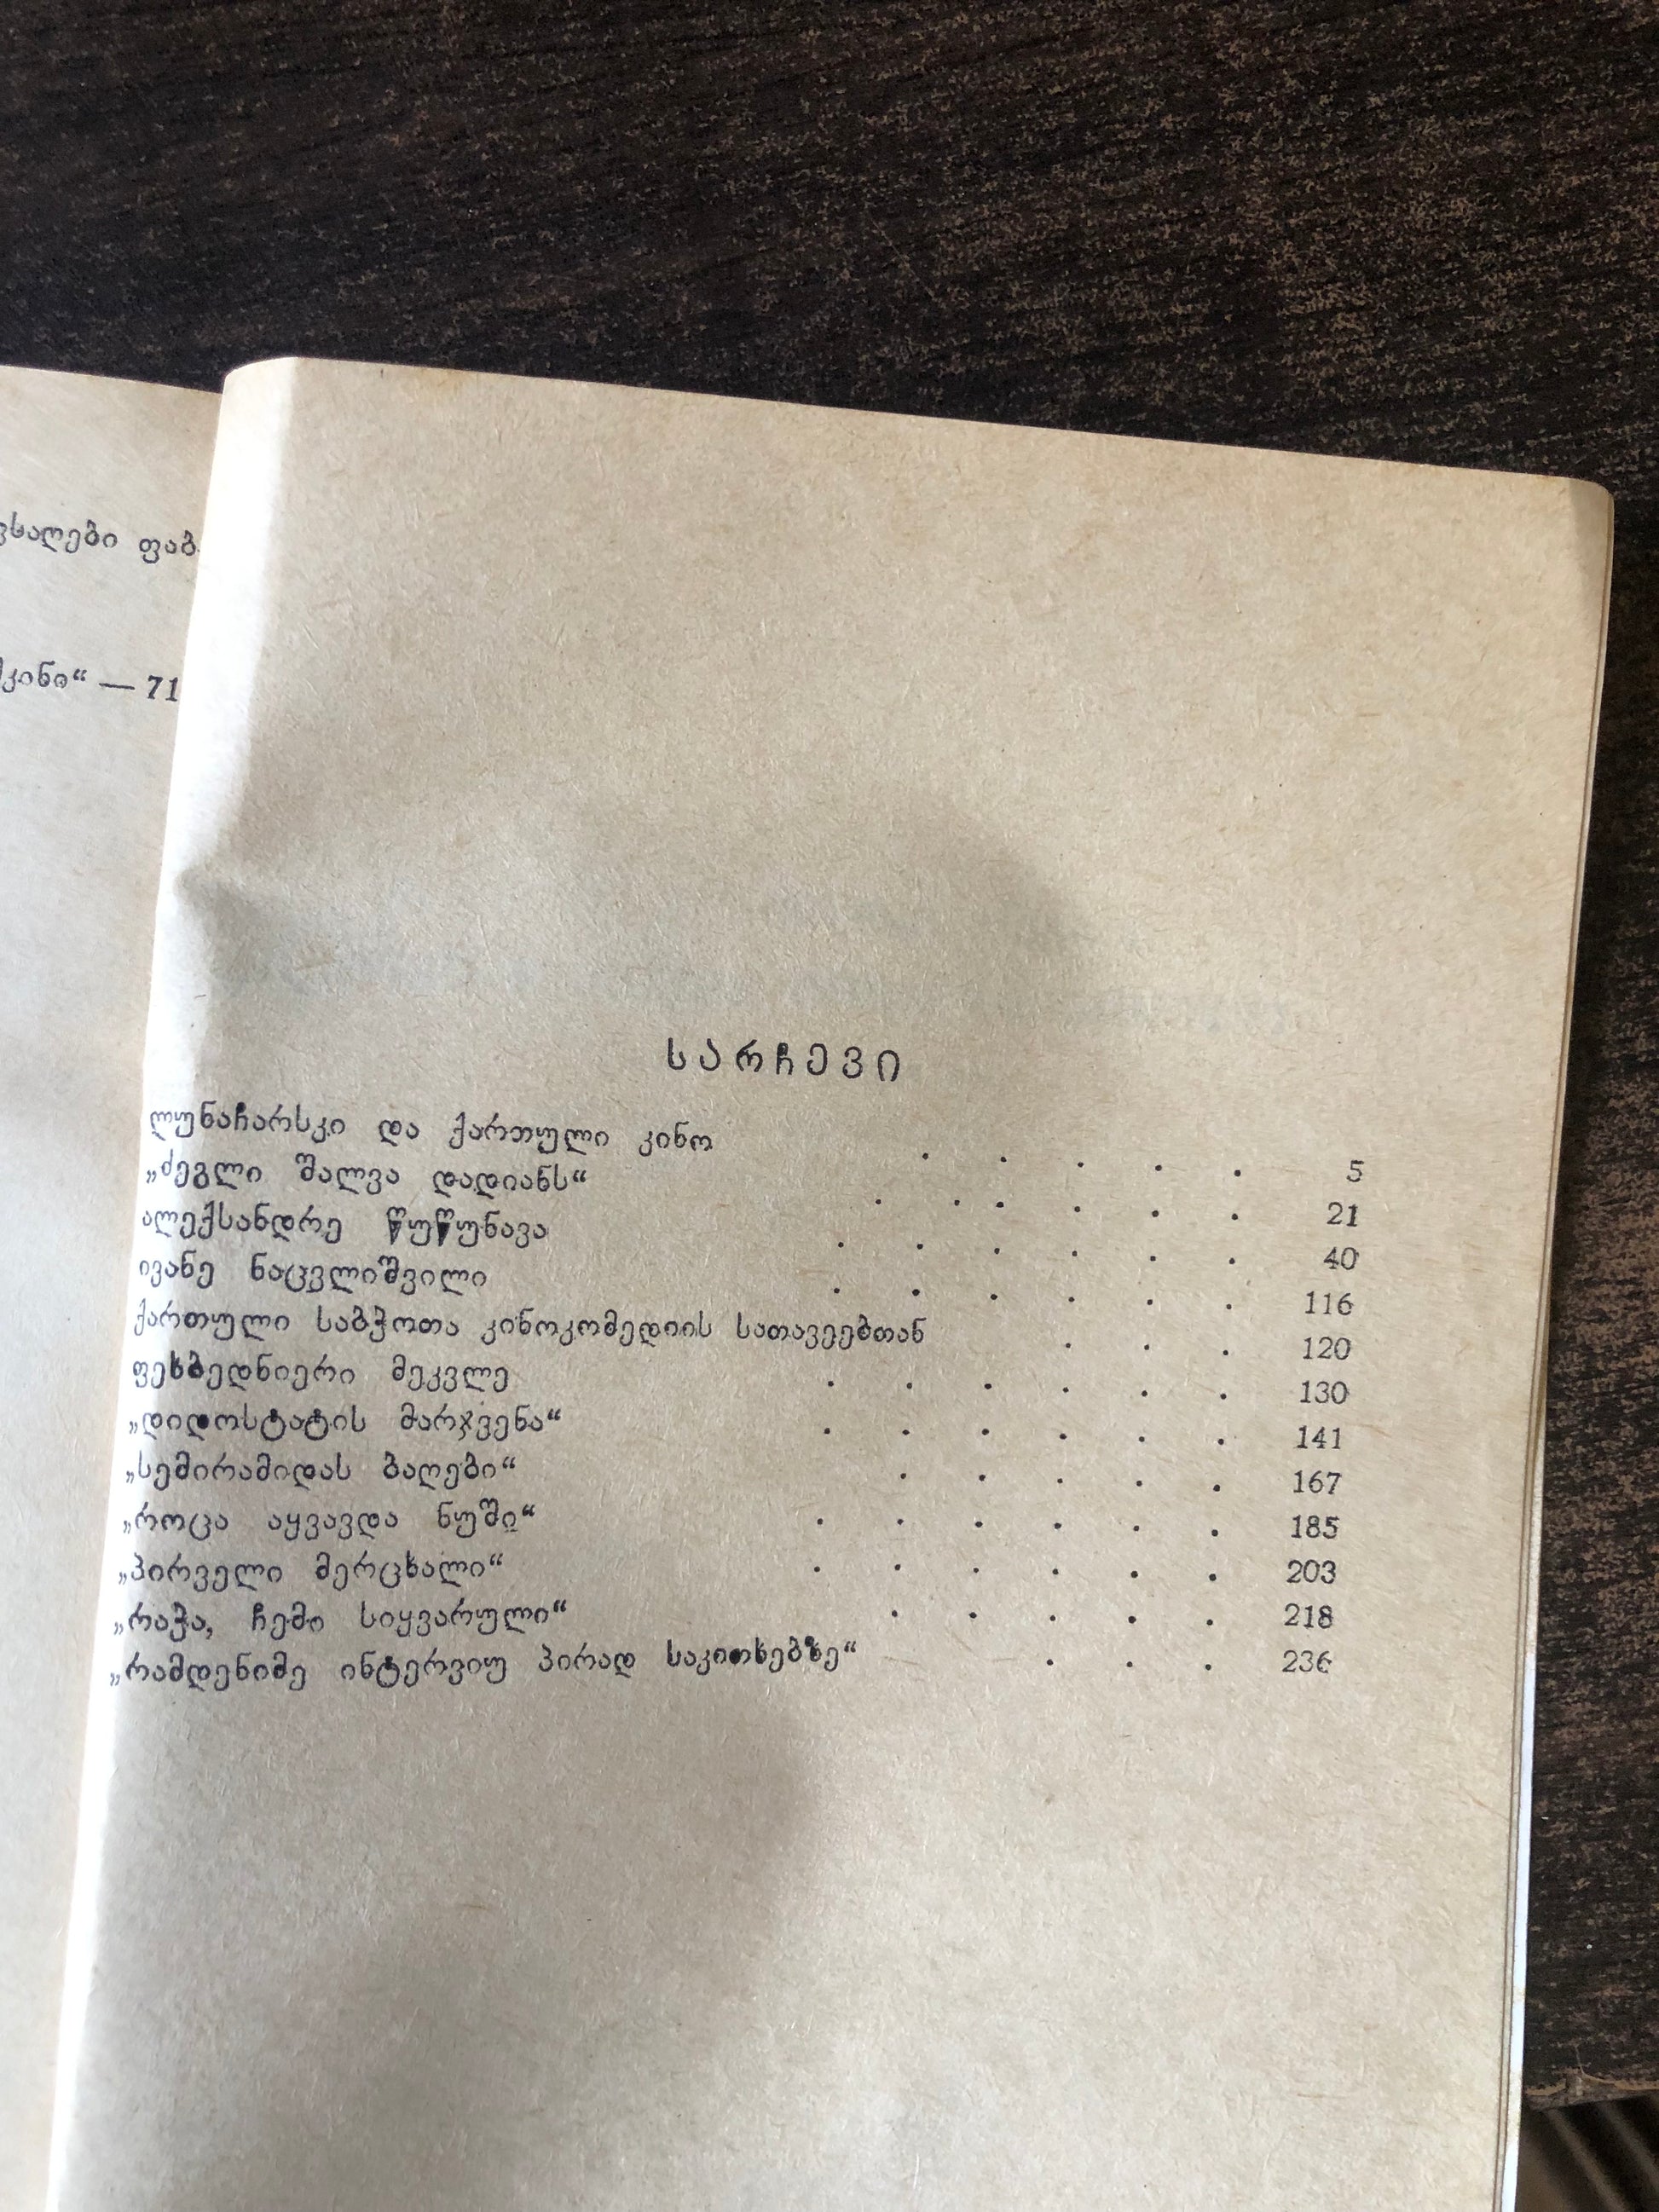 ფაბ
— 71
სარჩევი
ლუნაჩარსკი და ქართული კინო . . . . . 5
„ძეგლი შალვა დადიანს“ . . . . . . 21
ალექსანდრე წუწუნავა . . . . . . 40
ივანე ნაცვლიშვილი . . . . . . 116
ქართული საბჭოთა კინოკომედიის სათავეებთან . . . 120
ფეხბედნიერი მეკვლე . . . . . . 130
„დიდოსტატის მარჯვენა“ . . . . . . 141
„სემირამიდას ბაღები“ . . . . . 167
„როცა აყვავდა ნუში“ . . . . . . 185
„პირველი მერცხალი“ . . . . . . 203
„რაჭა, ჩემი სიყვარული“ . . . . . 218
„რამდენიმე ინტერვიუ პირად საკითხებზე“ . . . 236